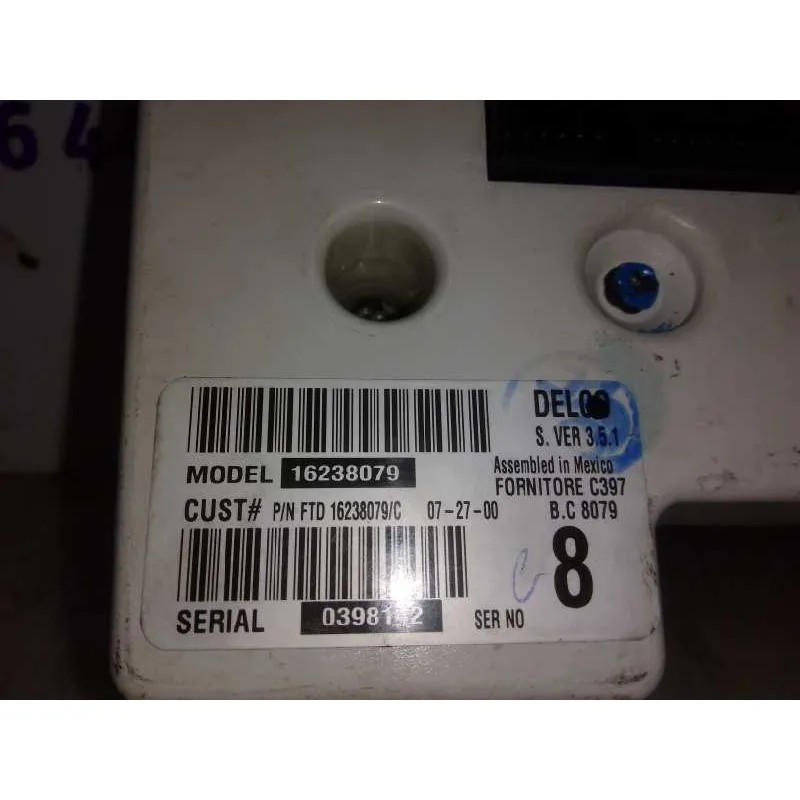 64
DELCO
S. VER 3.5.1
MODEL 16238079
Assembled in Mexico
FORNITORE C397
CUST# P/N FTD 16238079/C 07-27-00
B.C 8079
8
SERIAL
SER NO